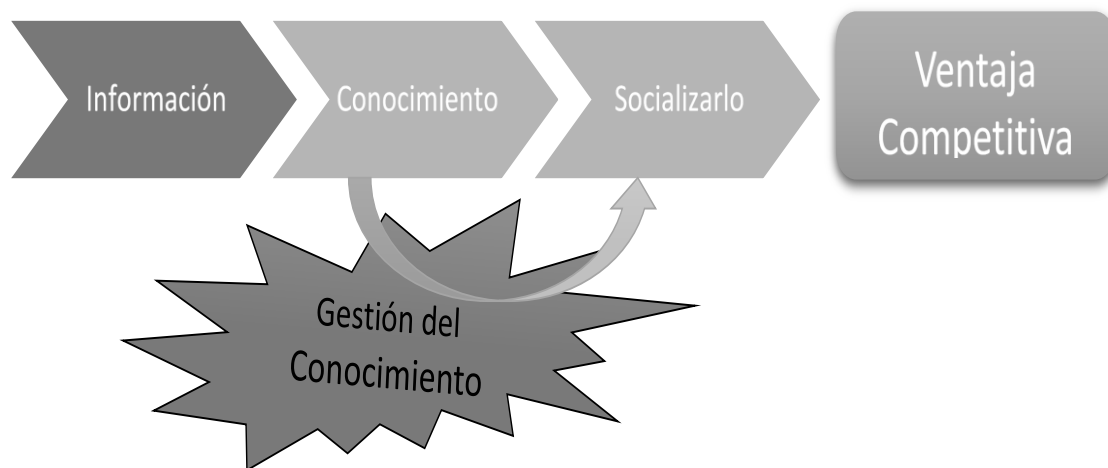 Información
Conocimiento
Socializarlo
Ventaja
Competitiva
Gestión del
Conocimiento